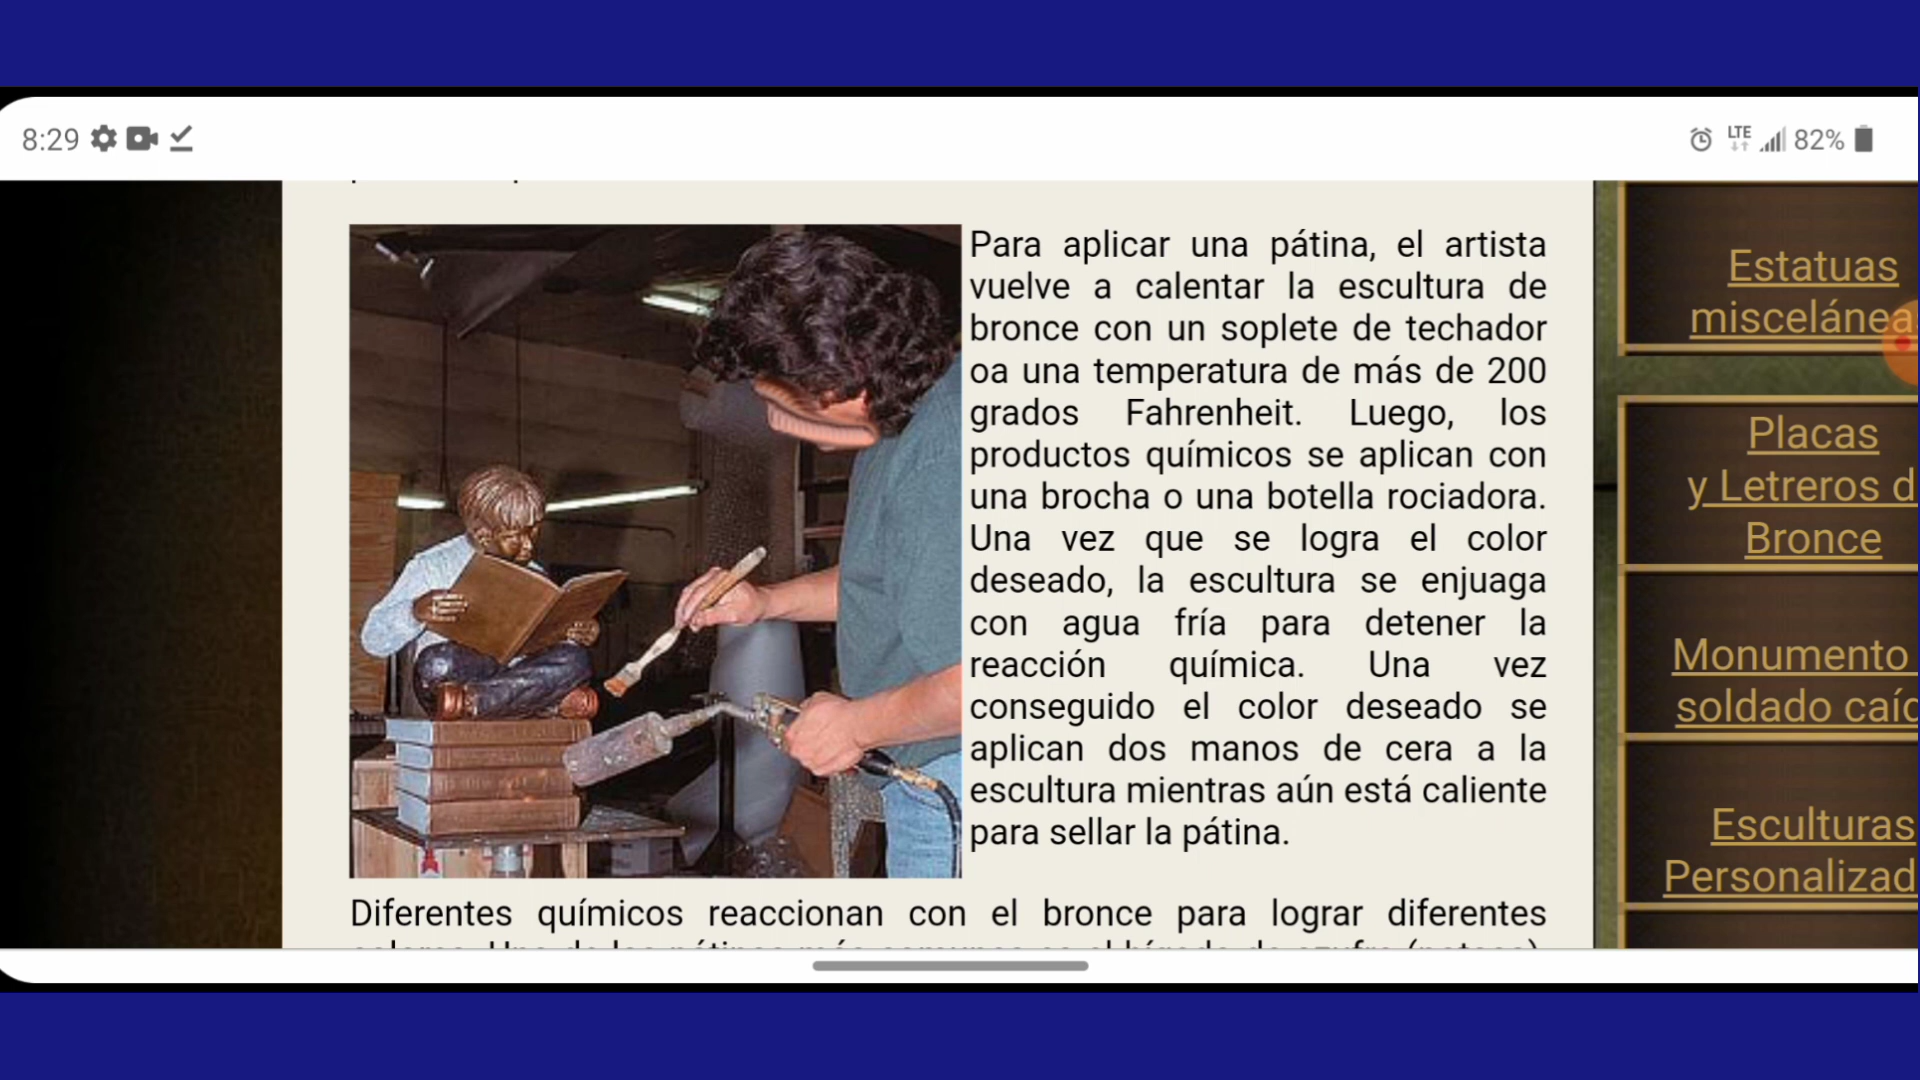 8:29
LTE
82%
Para aplicar una pátina, el artista
vuelve a calentar la escultura de
bronce con un soplete de techador
oa una temperatura de más de 200
grados Fahrenheit. Luego, los
productos químicos se aplican con
una brocha o una botella rociadora.
Una vez que se logra el color
deseado, la escultura se enjuaga
con agua fría para detener la
reacción química. Una vez
conseguido el color deseado se
aplican dos manos de cera a la
escultura mientras aún está caliente
para sellar la pátina.
Diferentes químicos reaccionan con el bronce para lograr diferentes
Estatuas
misceláneas
Placas
y Letreros d
Bronce
Monumento
soldado caíd
Esculturas
Personalizad